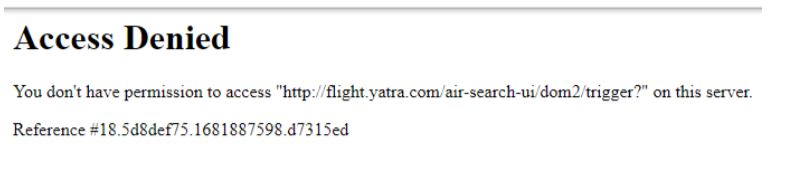 Access Denied
You don't have permission to access "http://flight.yatra.com/air-search-ui/dom2/trigger?" on this server.
Reference #18.5d8def75.1681887598.d7315ed